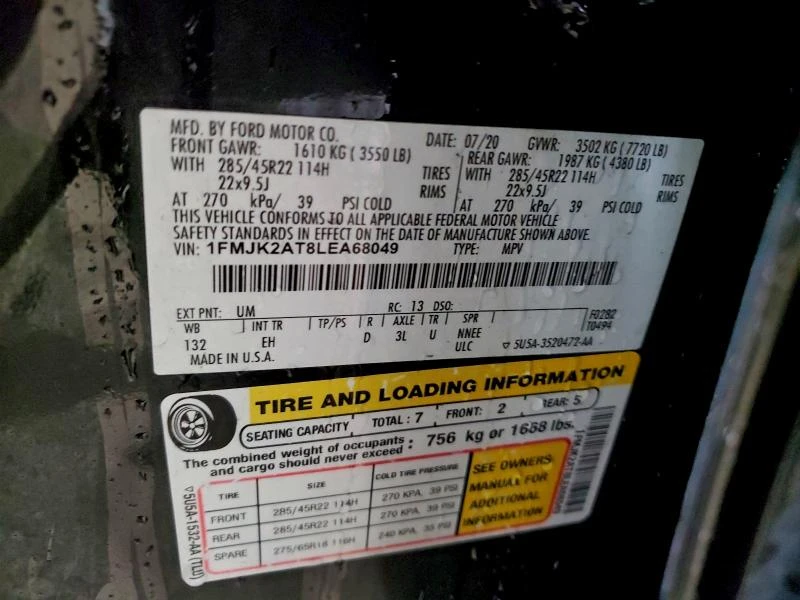 MFD. BY FORD MOTOR CO.
DATE: 07/20 GVWR: 3502 KG (7720 LB)
FRONT GAWR: 1610 KG (3550 LB) REAR GAWR: 1987 KG (4380 LB)
WITH 285/45R22 114H TIRES WITH 285/45R22 114H TIRES
22x9.5J RIMS 22x9.5J RIMS
AT 270 kPa/ 39 PSI COLD AT 270 kPa/ 39 PSI COLD
THIS VEHICLE CONFORMS TO ALL APPLICABLE FEDERAL MOTOR VEHICLE
SAFETY STANDARDS IN EFFECT ON THE DATE OF MANUFACTURE SHOWN ABOVE.
VIN: 1FMJK2AT8LEA68049 TYPE: MPV
EXT PNT: UM RC: 13 DSO: F0282
WB INT TR TP/PS R AXLE TR SPR T0494
132 EH D 3L U NNEE
ULC
MADE IN U.S.A. 5U5A-3520472-AA
TIRE AND LOADING INFORMATION
SEATING CAPACITY TOTAL: 7 FRONT: 2 REAR: 5
The combined weight of occupants
and cargo should never exceed : 756 kg or 1668 lbs.
TIRE SIZE COLD TIRE PRESSURE
FRONT 285/45R22 114H 270 KPA, 39 PSI
REAR 285/45R22 114H 270 KPA, 39 PSI
SPARE 275/65R18 116H 240 KPA, 35 PSI
SEE OWNERS
MANUAL FOR
ADDITIONAL
INFORMATION
5U5A-1532-AA (TLU)